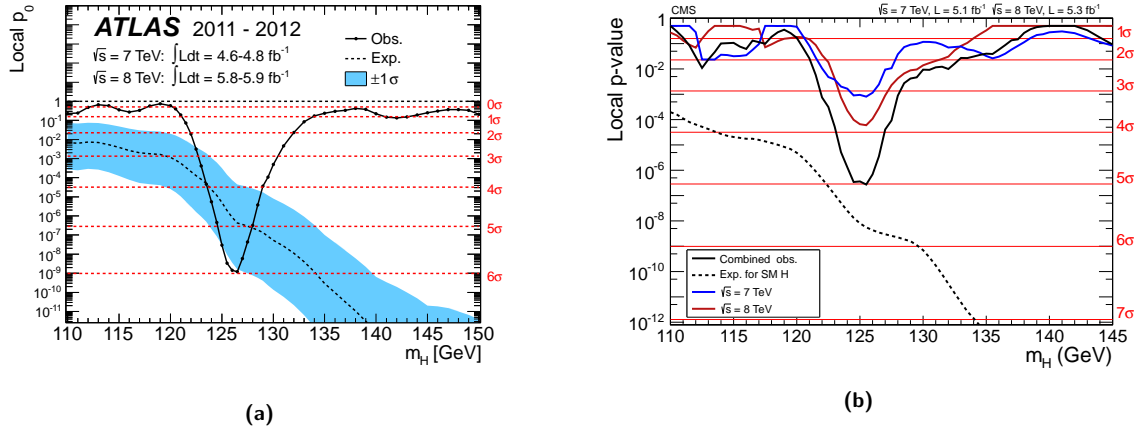 ATLAS 2011 - 2012
√s = 7 TeV: ∫Ldt = 4.6-4.8 fb⁻¹
√s = 8 TeV: ∫Ldt = 5.8-5.9 fb⁻¹
Obs.
Exp.
±1σ
Local p₀
1
10⁻¹
10⁻²
10⁻³
10⁻⁴
10⁻⁵
10⁻⁶
10⁻⁷
10⁻⁸
10⁻⁹
10⁻¹⁰
10⁻¹¹
0σ
1σ
2σ
3σ
4σ
5σ
6σ
110 115 120 125 130 135 140 145 150
m_H [GeV]
(a)
CMS √s = 7 TeV, L = 5.1 fb⁻¹ √s = 8 TeV, L = 5.3 fb⁻¹
Local p-value
1
10⁻²
10⁻⁴
10⁻⁶
10⁻⁸
10⁻¹⁰
10⁻¹²
1σ
2σ
3σ
4σ
5σ
6σ
7σ
Combined obs.
Exp. for SM H
√s = 7 TeV
√s = 8 TeV
110 115 120 125 130 135 140 145
m_H (GeV)
(b)